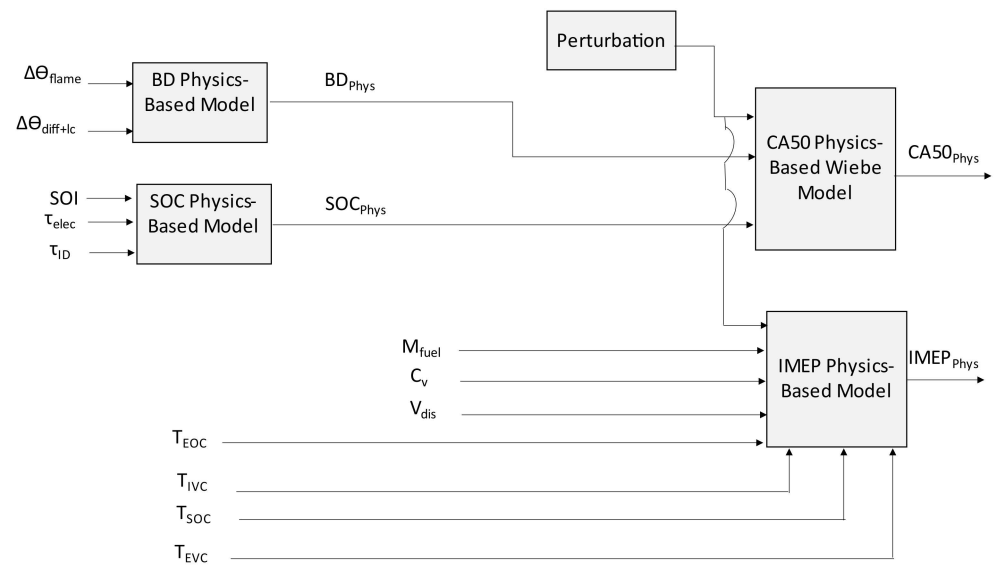 Perturbation
Δθflame
Δθdiff+lc
BD Physics-
Based Model
BDPhys
CA50 Physics-
Based Wiebe
Model
CA50Phys
SOI
τelec
τID
SOC Physics-
Based Model
SOCPhys
Mfuel
Cv
Vdis
TEOC
TIVC
TSOC
TEVC
IMEP Physics-
Based Model
IMEPPhys